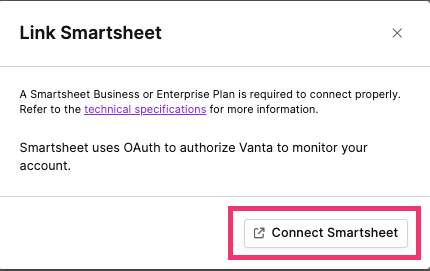 Link Smartsheet
A Smartsheet Business or Enterprise Plan is required to connect properly.
Refer to the technical specifications for more information.
Smartsheet uses OAuth to authorize Vanta to monitor your
account.
Connect Smartsheet